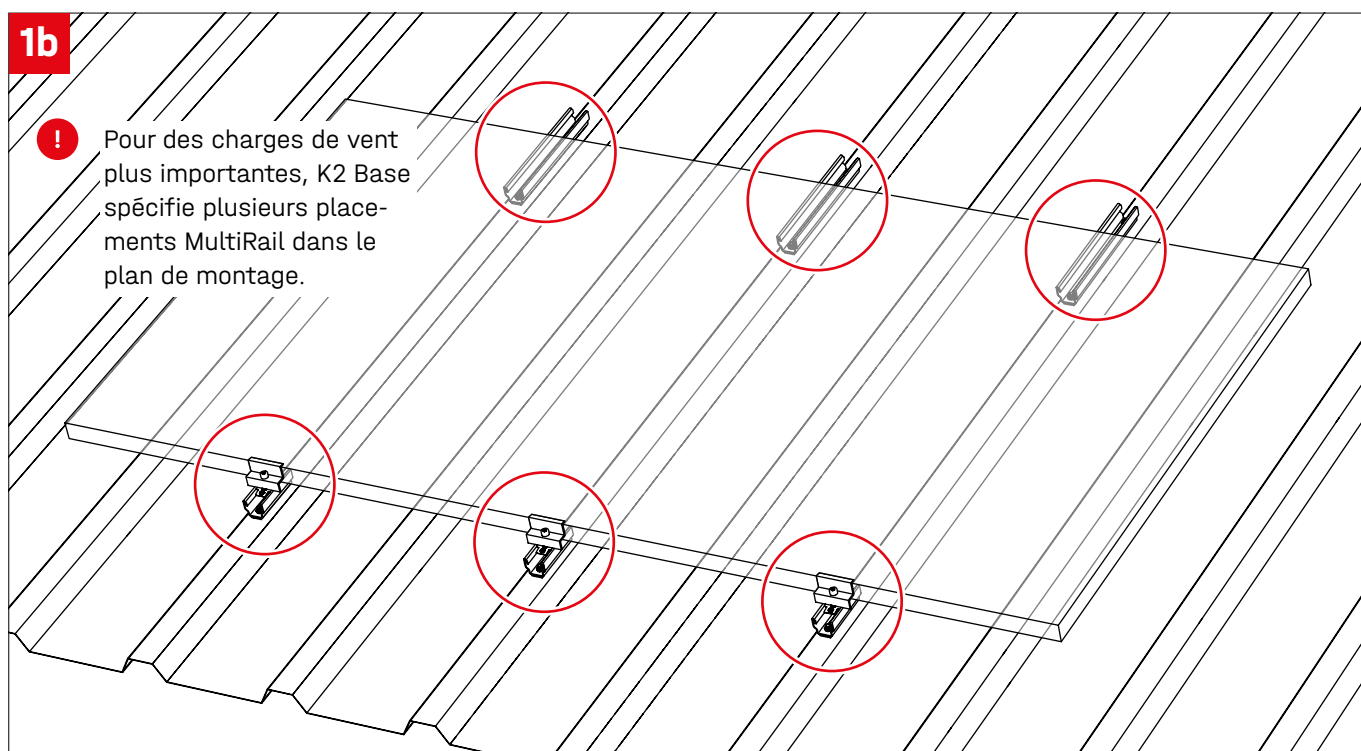 1b
!
Pour des charges de vent
plus importantes, K2 Base
spécifie plusieurs place-
ments MultiRail dans le
plan de montage.